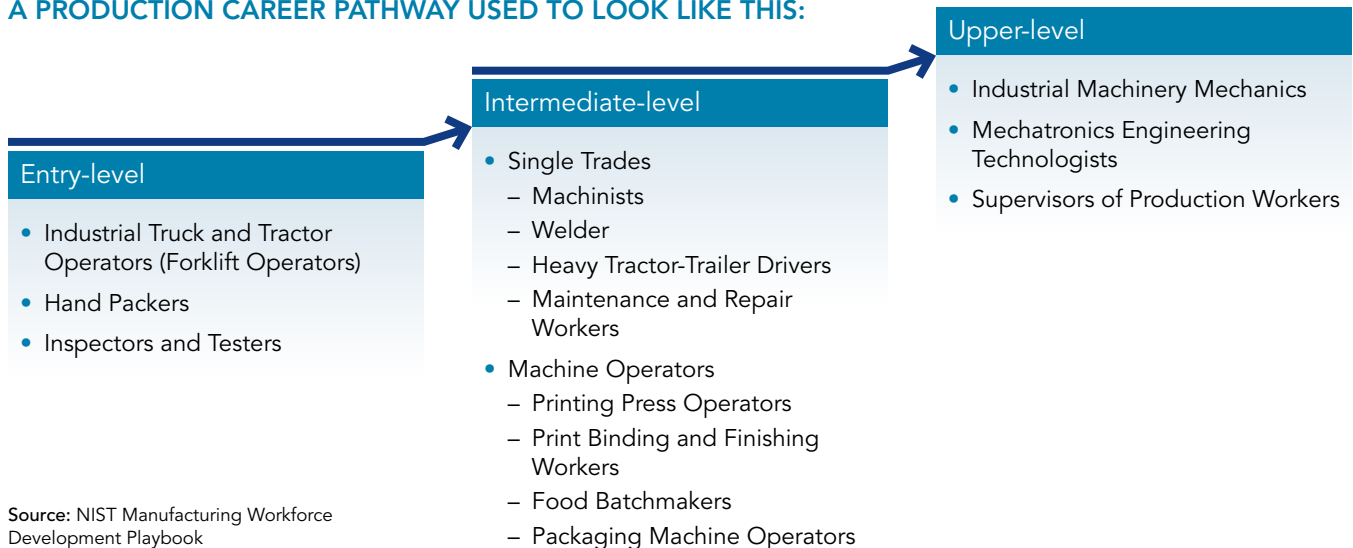 A PRODUCTION CAREER PATHWAY USED TO LOOK LIKE THIS:
Entry-level
• Industrial Truck and Tractor
Operators (Forklift Operators)
• Hand Packers
• Inspectors and Testers
Intermediate-level
• Single Trades
– Machinists
– Welder
– Heavy Tractor-Trailer Drivers
– Maintenance and Repair
Workers
• Machine Operators
– Printing Press Operators
– Print Binding and Finishing
Workers
– Food Batchmakers
– Packaging Machine Operators
Upper-level
• Industrial Machinery Mechanics
• Mechatronics Engineering
Technologists
• Supervisors of Production Workers
Source: NIST Manufacturing Workforce
Development Playbook